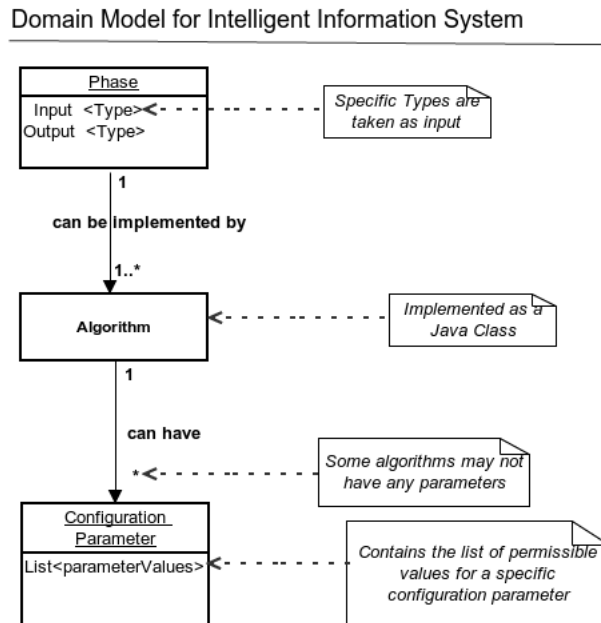 Domain Model for Intelligent Information System
Phase
Input <Type>
Output <Type>
Specific Types are
taken as input
1
can be implemented by
1..*
Algorithm
Implemented as a
Java Class
1
can have
*
Some algorithms may not
have any parameters
Configuration
Parameter
List<parameterValues>
Contains the list of permissible
values for a specific
configuration parameter